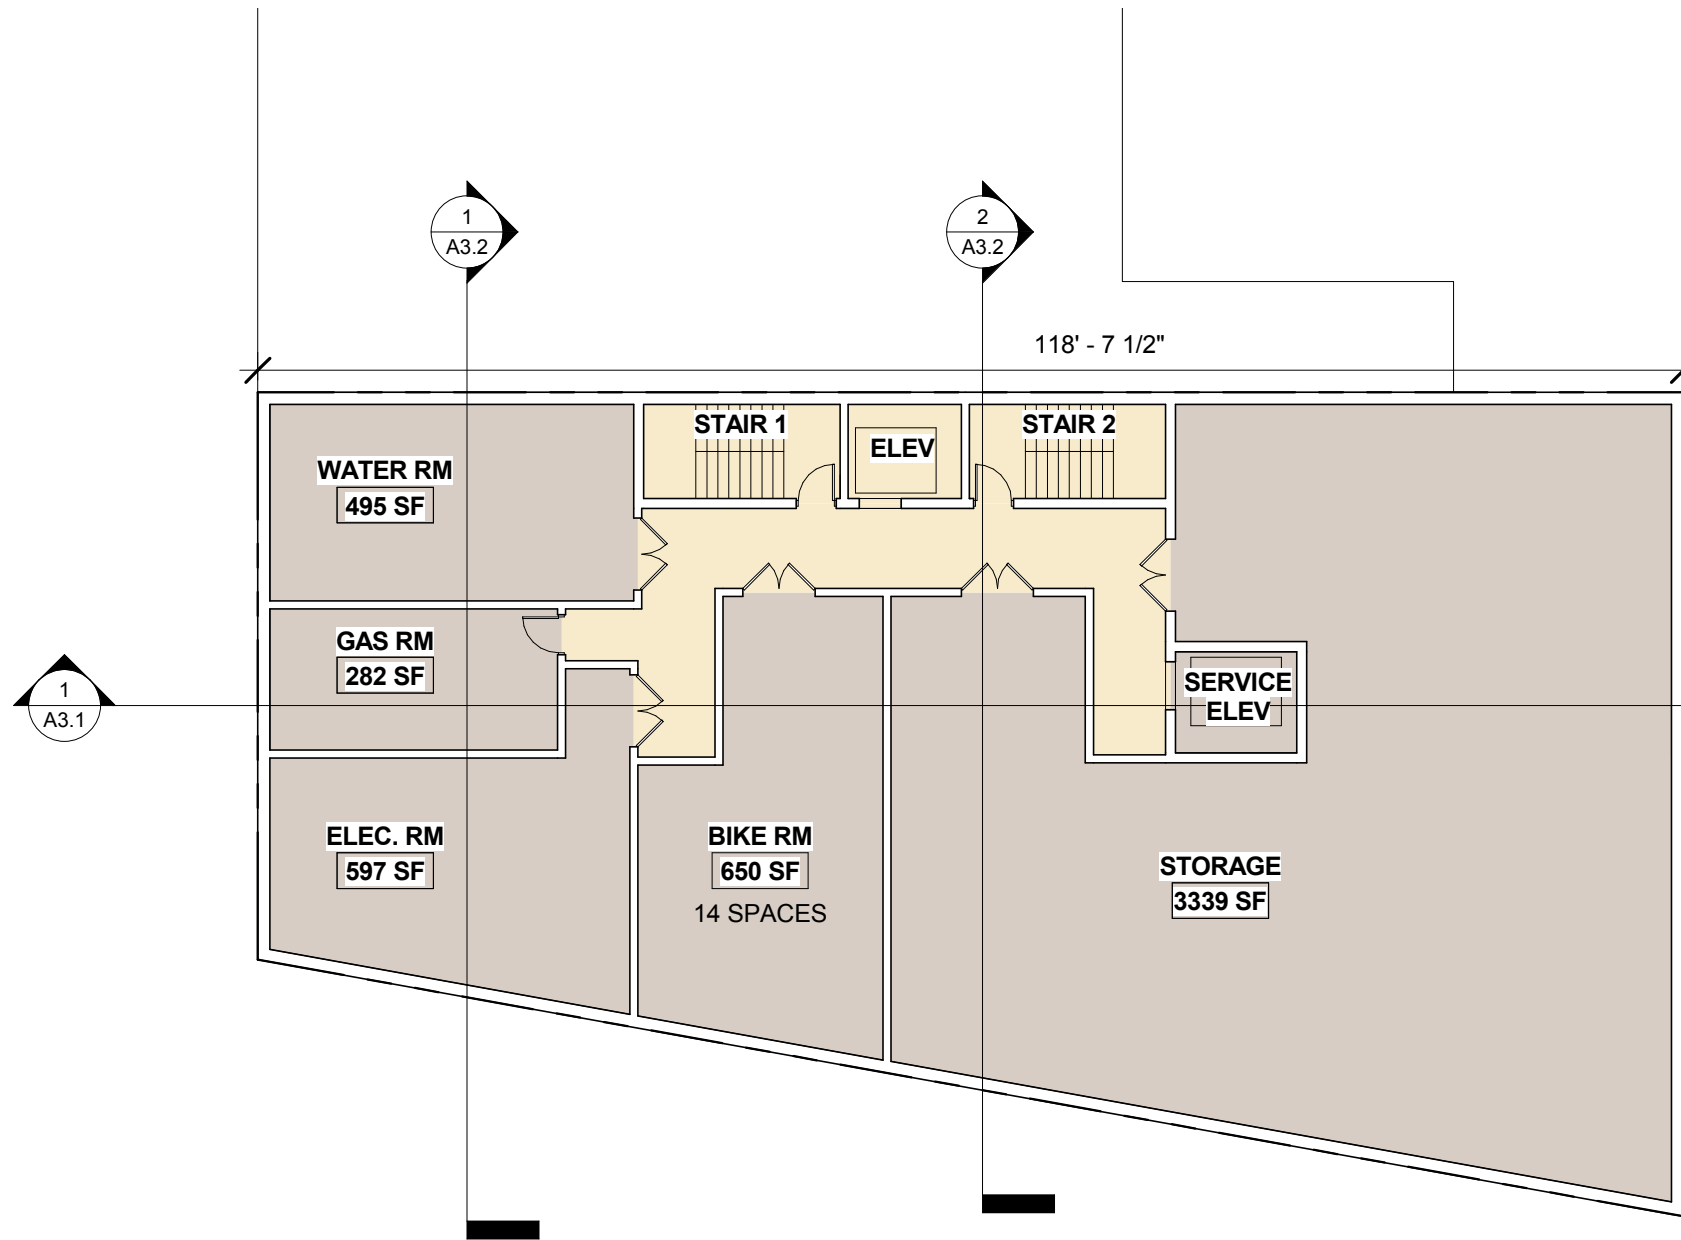 1
A3.2
2
A3.2
118' - 7 1/2"
STAIR 1
ELEV
STAIR 2
WATER RM
495 SF
GAS RM
282 SF
1
A3.1
SERVICE
ELEV
ELEC. RM
597 SF
BIKE RM
650 SF
14 SPACES
STORAGE
3339 SF